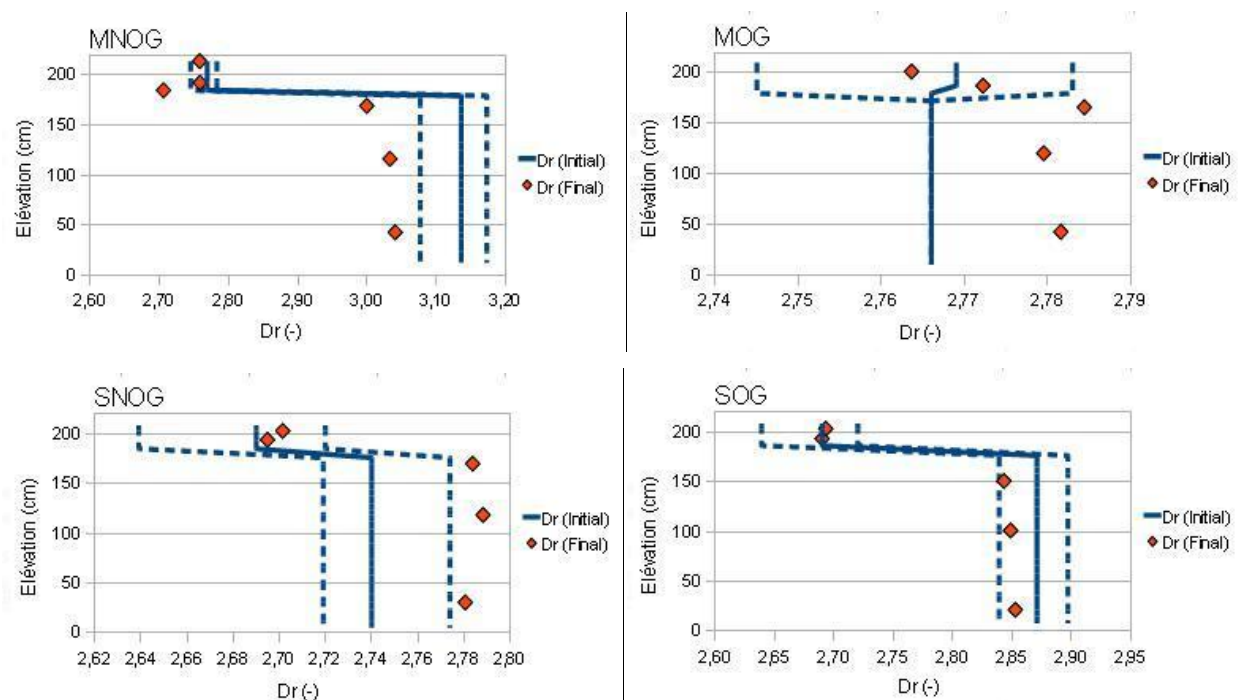 MNOG
Elévation (cm)
200
150
100
50
0
2,60 2,70 2,80 2,90 3,00 3,10 3,20
Dr (-)
Dr (Initial)
Dr (Final)
MOG
Elévation (cm)
200
150
100
50
0
2,74 2,75 2,76 2,77 2,78 2,79
Dr (-)
Dr (Initial)
Dr (Final)
SNOG
Elévation (cm)
200
150
100
50
0
2,62 2,64 2,66 2,68 2,70 2,72 2,74 2,76 2,78 2,80
Dr (-)
Dr (Initial)
Dr (Final)
SOG
Elévation (cm)
200
150
100
50
0
2,60 2,65 2,70 2,75 2,80 2,85 2,90 2,95
Dr (-)
Dr (Initial)
Dr (Final)